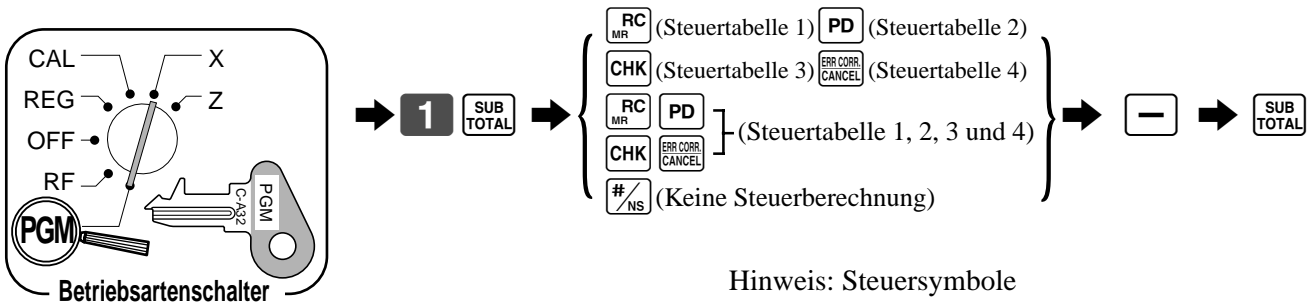 CAL
X
REG
Z
OFF
RF
PGM
PGM
C-A32
Betriebsartenschalter
1 SUB TOTAL
RC MR (Steuertabelle 1) PD (Steuertabelle 2)
CHK (Steuertabelle 3) ERR CORR. CANCEL (Steuertabelle 4)
RC MR PD
(Steuertabelle 1, 2, 3 und 4)
CHK ERR CORR. CANCEL
#/NS (Keine Steuerberechnung)
−
SUB TOTAL
Hinweis: Steuersymbole